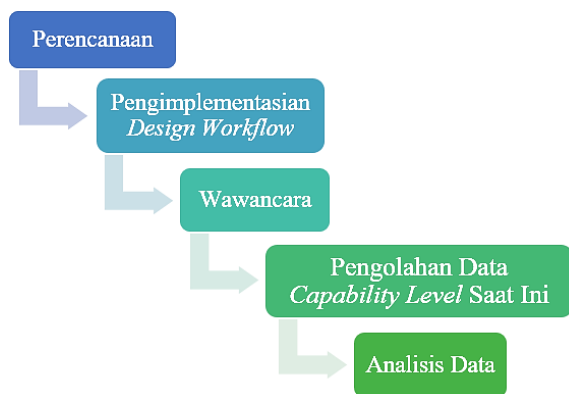 Perencanaan
Pengimplementasian
Design Workflow
Wawancara
Pengolahan Data
Capability Level Saat Ini
Analisis Data